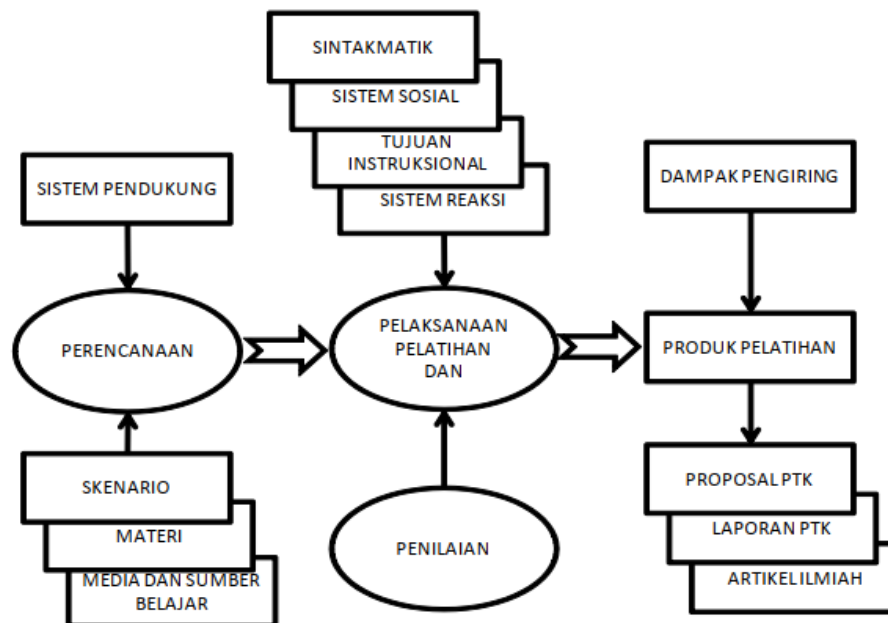 SINTAKMATIK
SISTEM SOSIAL
TUJUAN
INSTRUKSIONAL
SISTEM REAKSI
SISTEM PENDUKUNG
DAMPAK PENGIRING
PERENCANAAN
PELAKSANAAN
PELATIHAN
DAN
PRODUK PELATIHAN
SKENARIO
MATERI
MEDIA DAN SUMBER
BELAJAR
PENILAIAN
PROPOSAL PTK
LAPORAN PTK
ARTIKEL ILMIAH